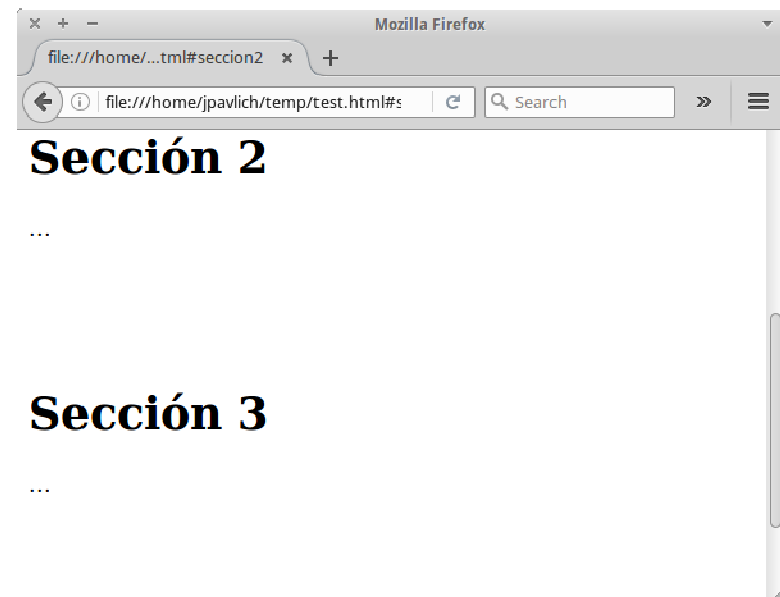 Mozilla Firefox
file:///home/...tml#seccion2
file:///home/jpavlich/temp/test.html#s
Search
Sección 2
...
Sección 3
...